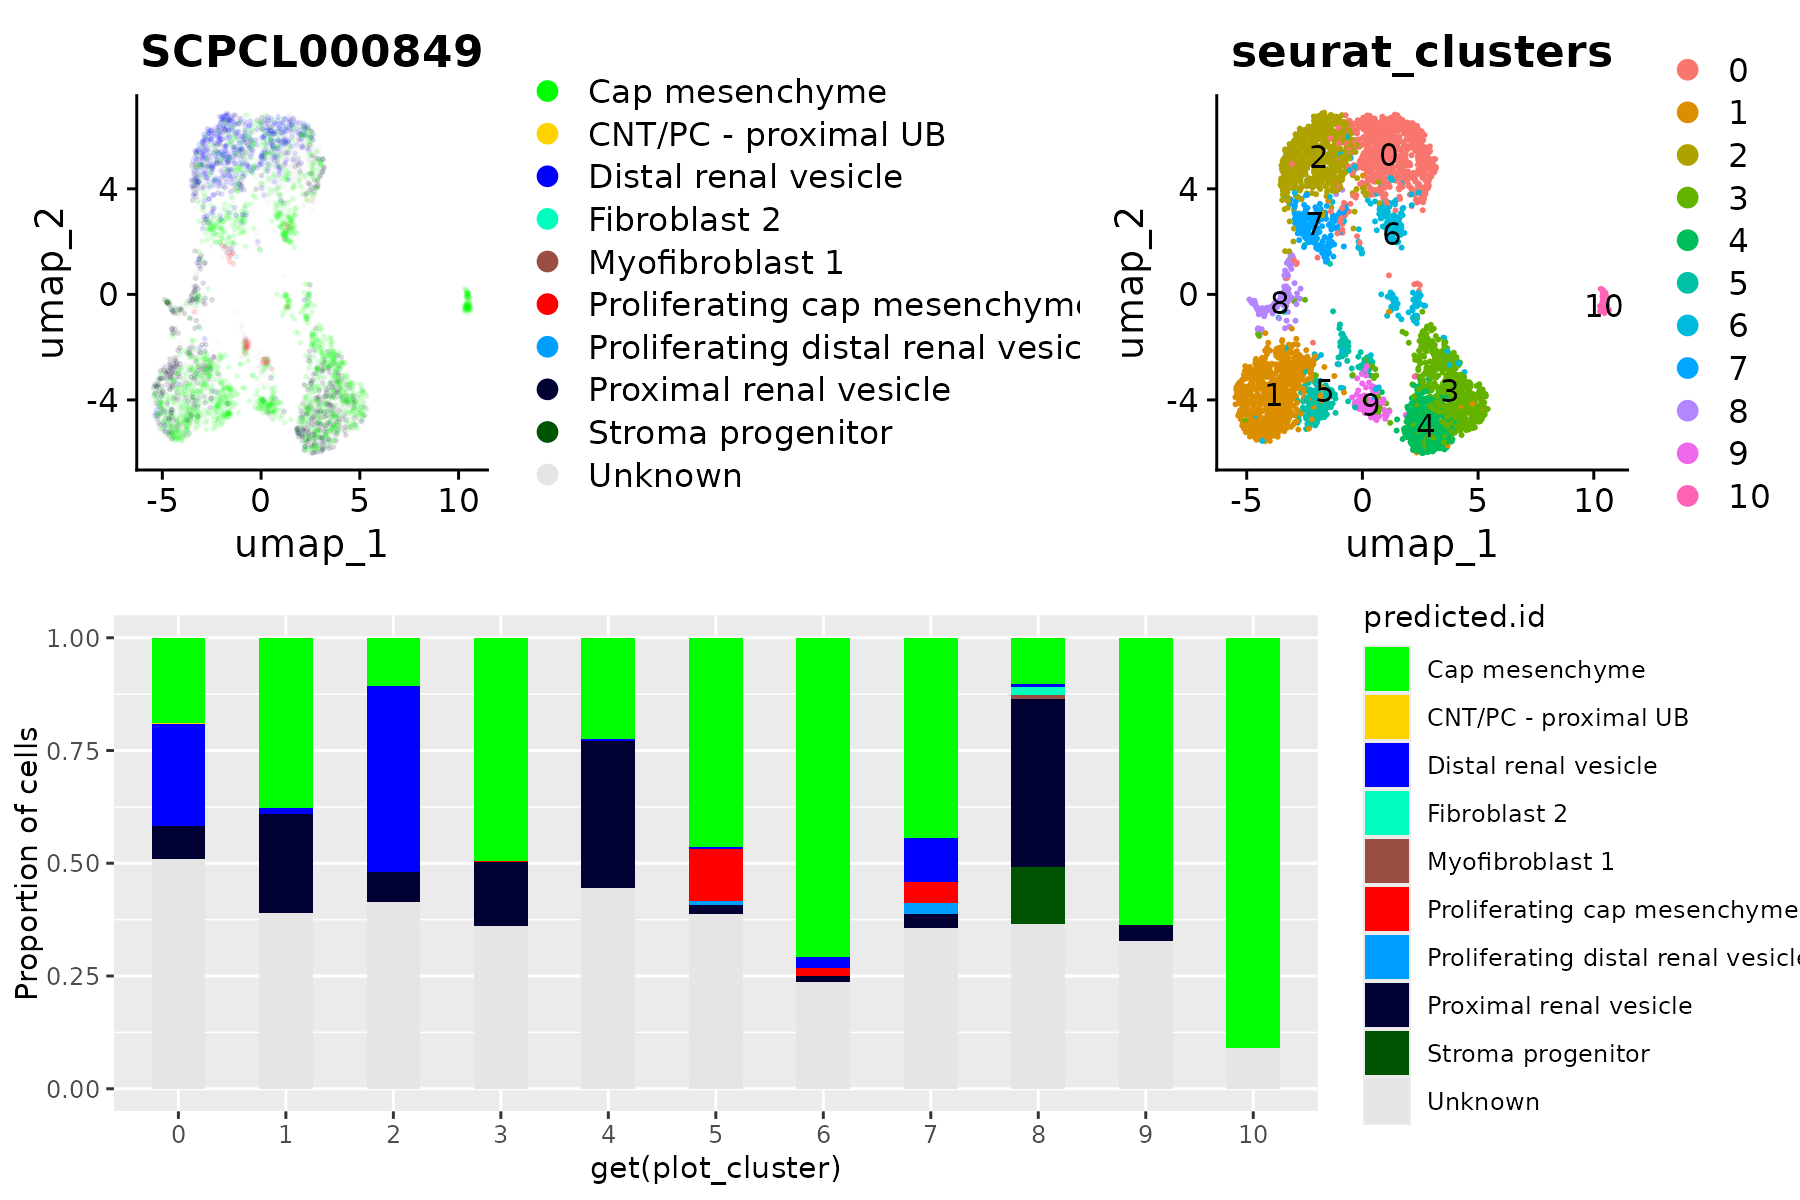 SCPCL000849
umap_2
4
0
-4
-5
0
5
10
umap_1
Cap mesenchyme
CNT/PC - proximal UB
Distal renal vesicle
Fibroblast 2
Myofibroblast 1
Proliferating cap mesenchyme
Proliferating distal renal vesic
Proximal renal vesicle
Stroma progenitor
Unknown
seurat_clusters
umap_2
4
0
-4
2
0
7
6
8
10
1
5
9
3
4
-5
0
5
10
umap_1
0
1
2
3
4
5
6
7
8
9
10
Proportion of cells
1.00
0.75
0.50
0.25
0.00
0
1
2
3
4
5
6
7
8
9
10
get(plot_cluster)
predicted.id
Cap mesenchyme
CNT/PC - proximal UB
Distal renal vesicle
Fibroblast 2
Myofibroblast 1
Proliferating cap mesenchyme
Proliferating distal renal vesicle
Proximal renal vesicle
Stroma progenitor
Unknown